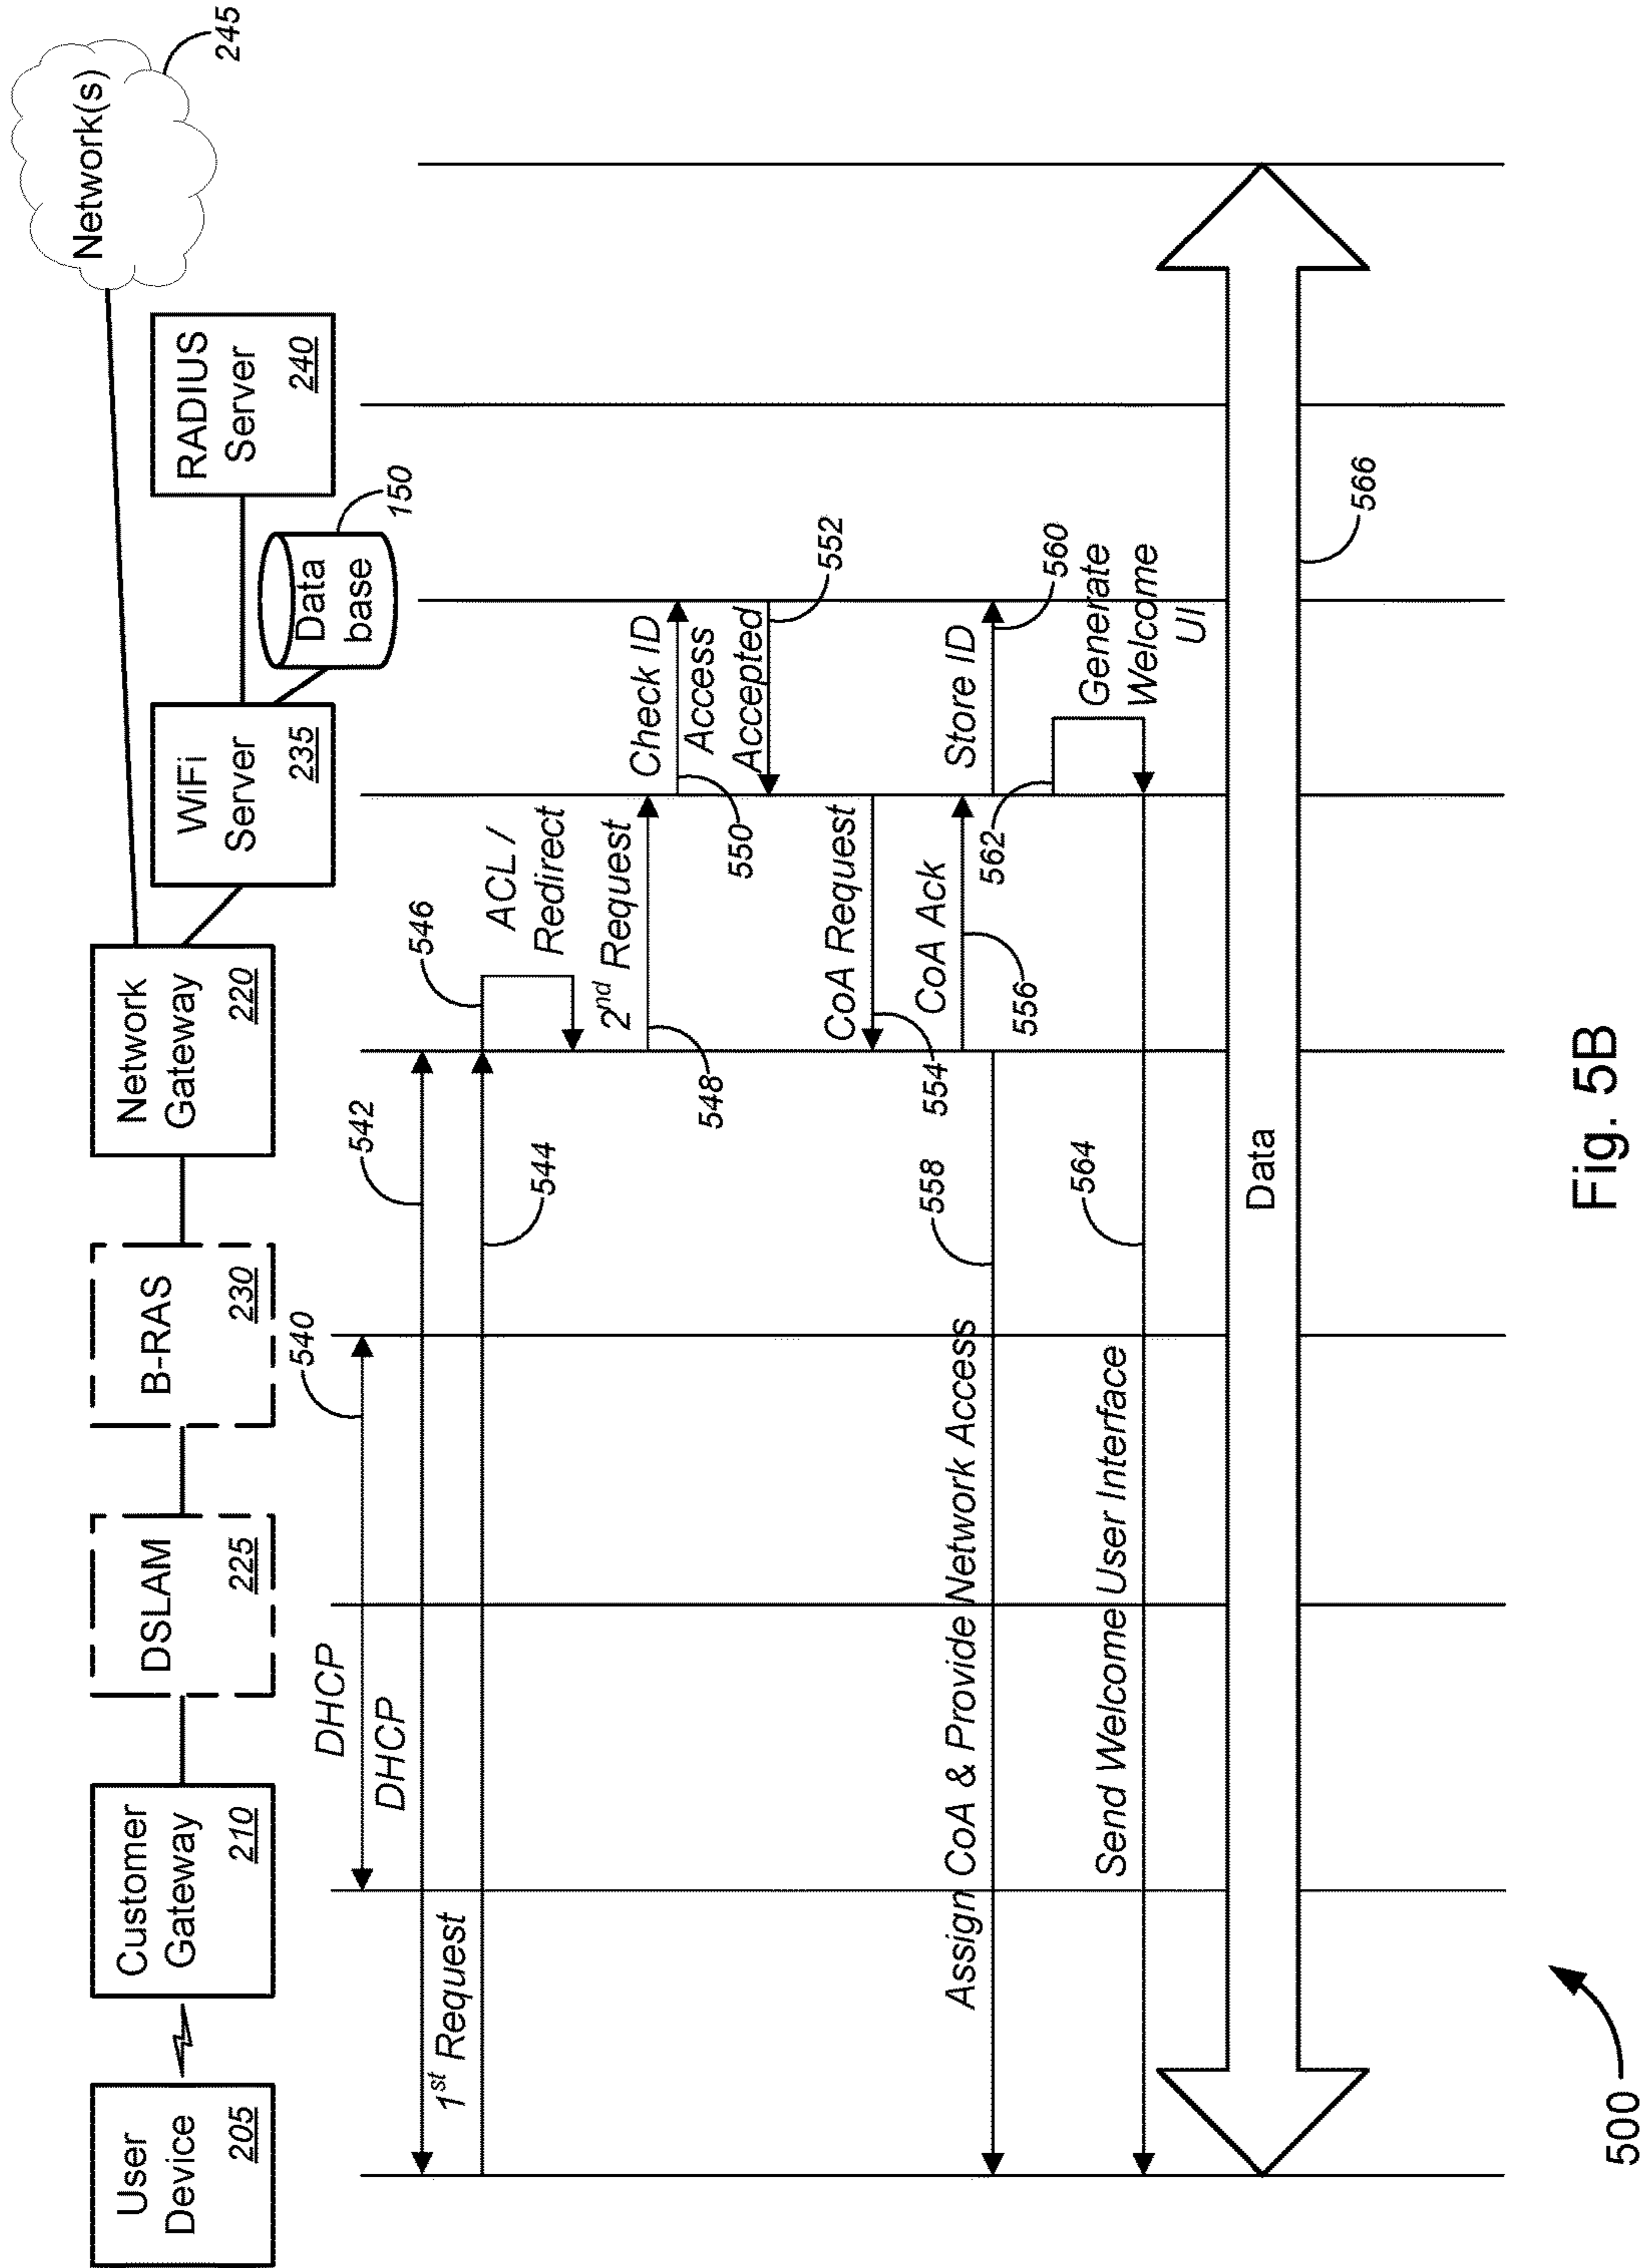 User
Device
205
Customer
Gateway
210
DSLAM
225
B-RAS
230
Network
Gateway
220
WiFi
Server
235
Data
base
150
RADIUS
Server
240
Network(s)
245
DHCP
540
DHCP
542
1st Request
544
546
ACL /
Redirect
2nd Request
548
Check ID
550
Access
Accepted
552
CoA Request
554
CoA Ack
556
Assign CoA & Provide Network Access
558
Store ID
560
562
Generate
Welcome
UI
Send Welcome User Interface
564
Data
566
500
Fig. 5B